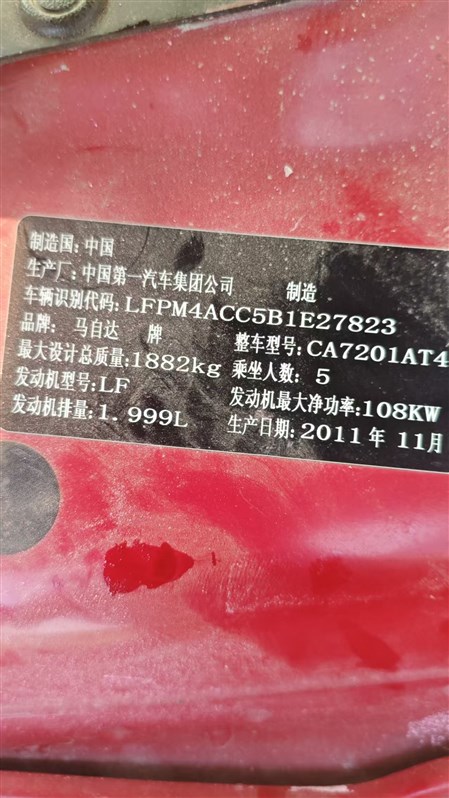 制造国:中国
生产厂:中国第一汽车集团公司 制造
车辆识别代码:LFPM4ACC5B1E27823
品牌: 马自达 牌 整车型号:CA7201AT4
最大设计总质量:1882kg 乘坐人数: 5
发动机型号:LF 发动机最大净功率:108KW
发动机排量:1.999L 生产日期:2011年 11月